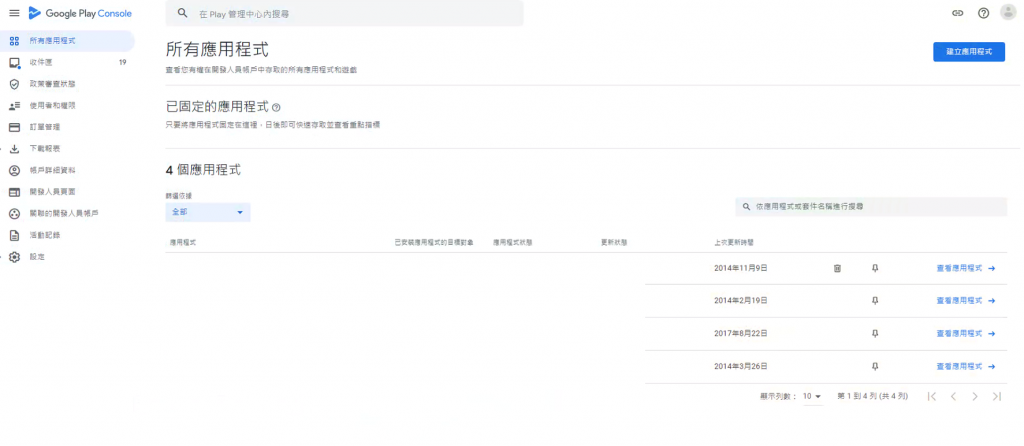 Google Play Console
在 Play 管理中心內搜尋
所有應用程式
收件匣 19
政策審查狀態
使用者和權限
訂單管理
下載報表
帳戶詳細資料
開發人員頁面
關聯的開發人員帳戶
活動記錄
設定
所有應用程式
建立應用程式
查看您有權在開發人員帳戶中存取的所有應用程式和遊戲
已固定的應用程式
只要將應用程式固定在這裡，日後即可快速存取並查看重點指標
4 個應用程式
篩選依據
全部
依應用程式或套件名稱進行搜尋
應用程式 已安裝應用程式的目標對象 應用程式狀態 更新狀態 上次更新時間
2014年11月9日 查看應用程式 →
2014年2月19日 查看應用程式 →
2017年8月22日 查看應用程式 →
2014年3月26日 查看應用程式 →
顯示列數： 10 第 1 到 4 列 (共 4 列)